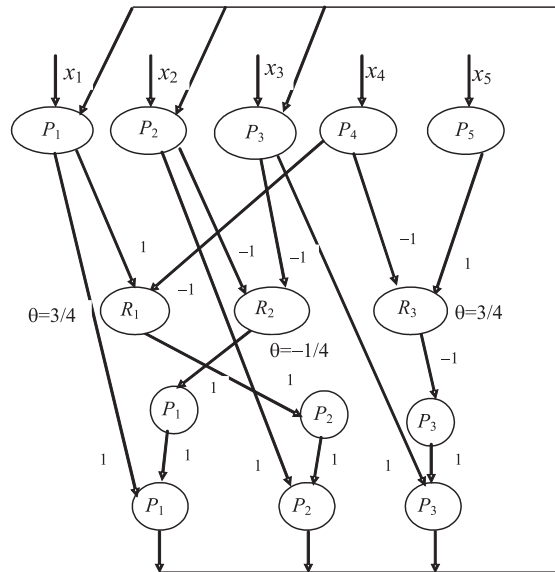 x₁ x₂ x₃ x₄ x₅
P₁ P₂ P₃ P₄ P₅
1 −1 −1 −1 1
−1
θ=3/4 R₁ R₂ R₃ θ=3/4
θ=−1/4
1 1 −1
P₁ P₂ P₃
1 1 1 1 1 1
P₁ P₂ P₃